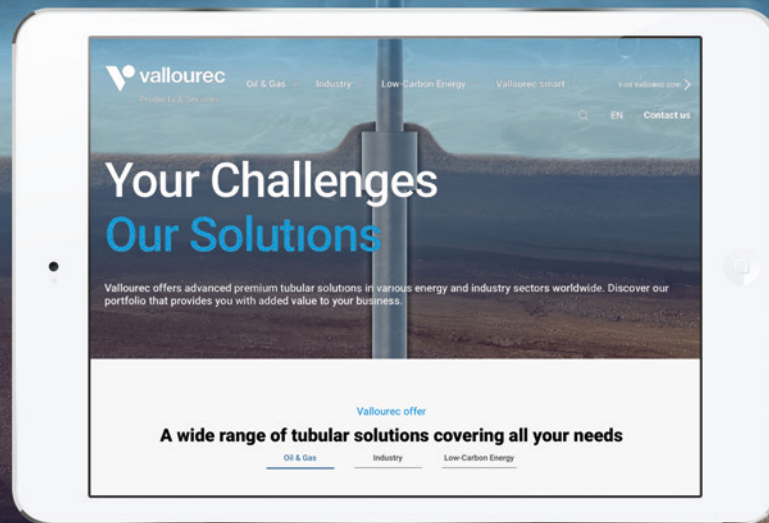 vallourec
Products & Services
Oil & Gas
Industry
Low-Carbon Energy
Vallourec smart
Visit Vallourec.com
EN
Contact us
Your Challenges
Our Solutions
Vallourec offers advanced premium tubular solutions in various energy and industry sectors worldwide. Discover our
portfolio that provides you with added value to your business.
Vallourec offer
A wide range of tubular solutions covering all your needs
Oil & Gas
Industry
Low-Carbon Energy